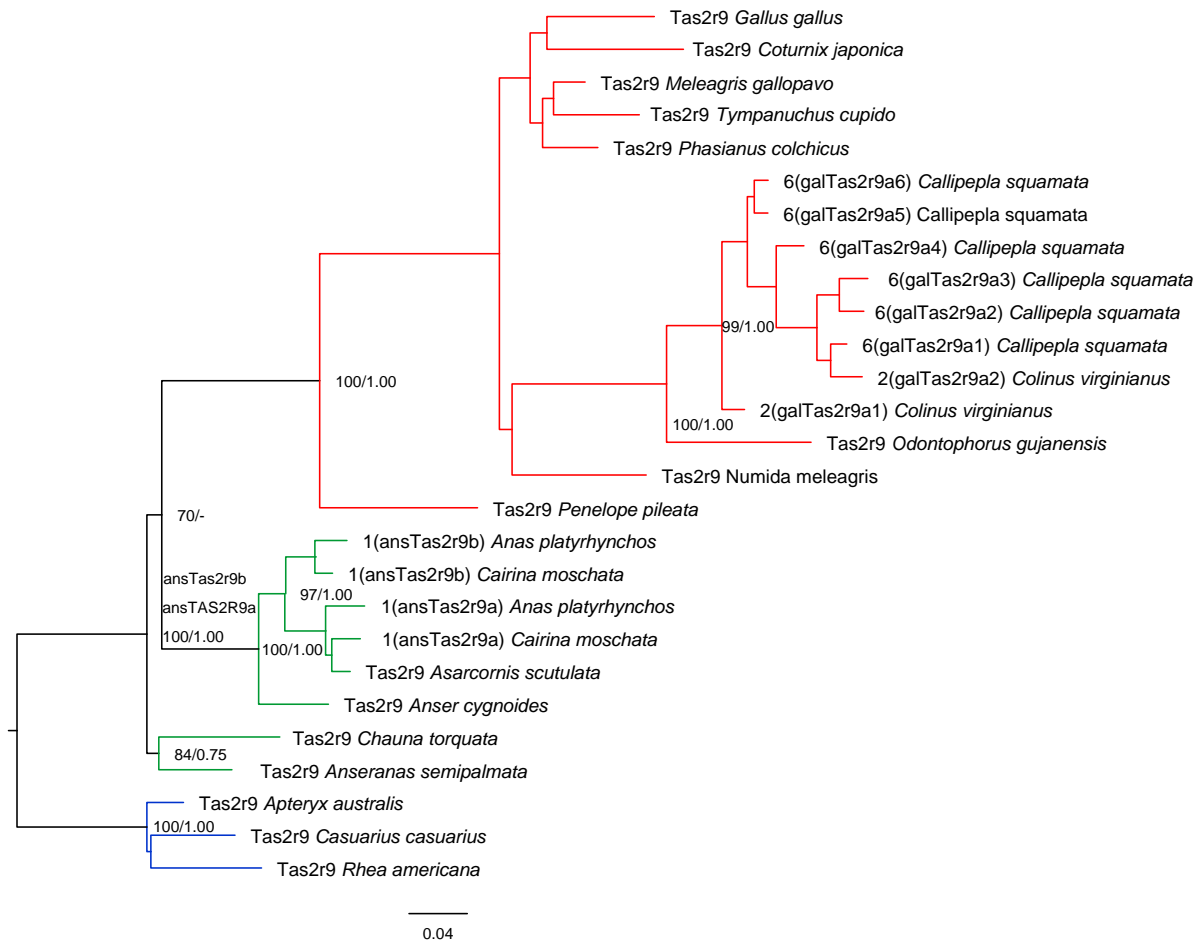 Tas2r9 Gallus gallus
Tas2r9 Coturnix japonica
Tas2r9 Meleagris gallopavo
Tas2r9 Tympanuchus cupido
Tas2r9 Phasianus colchicus
6(galTas2r9a6) Callipepla squamata
6(galTas2r9a5) Callipepla squamata
6(galTas2r9a4) Callipepla squamata
6(galTas2r9a3) Callipepla squamata
6(galTas2r9a2) Callipepla squamata
99/1.00
6(galTas2r9a1) Callipepla squamata
2(galTas2r9a2) Colinus virginianus
100/1.00
2(galTas2r9a1) Colinus virginianus
100/1.00
Tas2r9 Odontophorus gujanensis
Tas2r9 Numida meleagris
Tas2r9 Penelope pileata
70/-
1(ansTas2r9b) Anas platyrhynchos
1(ansTas2r9b) Cairina moschata
ansTas2r9b
97/1.00
1(ansTas2r9a) Anas platyrhynchos
ansTAS2R9a
100/1.00
1(ansTas2r9a) Cairina moschata
100/1.00
Tas2r9 Asarcornis scutulata
Tas2r9 Anser cygnoides
Tas2r9 Chauna torquata
84/0.75
Tas2r9 Anseranas semipalmata
Tas2r9 Apteryx australis
100/1.00
Tas2r9 Casuarius casuarius
Tas2r9 Rhea americana
0.04